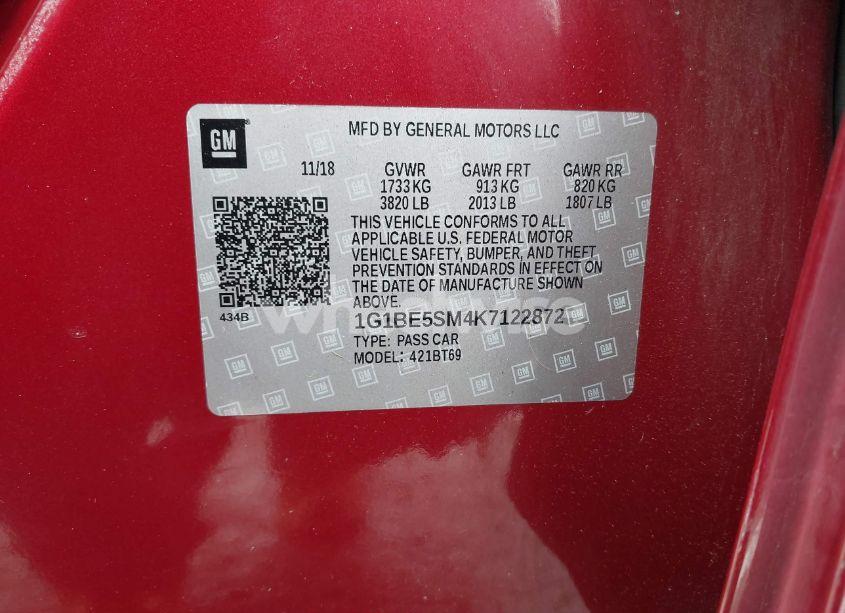 GM
MFD BY GENERAL MOTORS LLC
11/18 GVWR GAWR FRT GAWR RR
1733 KG 913 KG 820 KG
3820 LB 2013 LB 1807 LB
THIS VEHICLE CONFORMS TO ALL
APPLICABLE U.S. FEDERAL MOTOR
VEHICLE SAFETY, BUMPER, AND THEFT
PREVENTION STANDARDS IN EFFECT ON
THE DATE OF MANUFACTURE SHOWN
ABOVE.
434B
1G1BE5SM4K7122872
TYPE: PASS CAR
MODEL: 421BT69